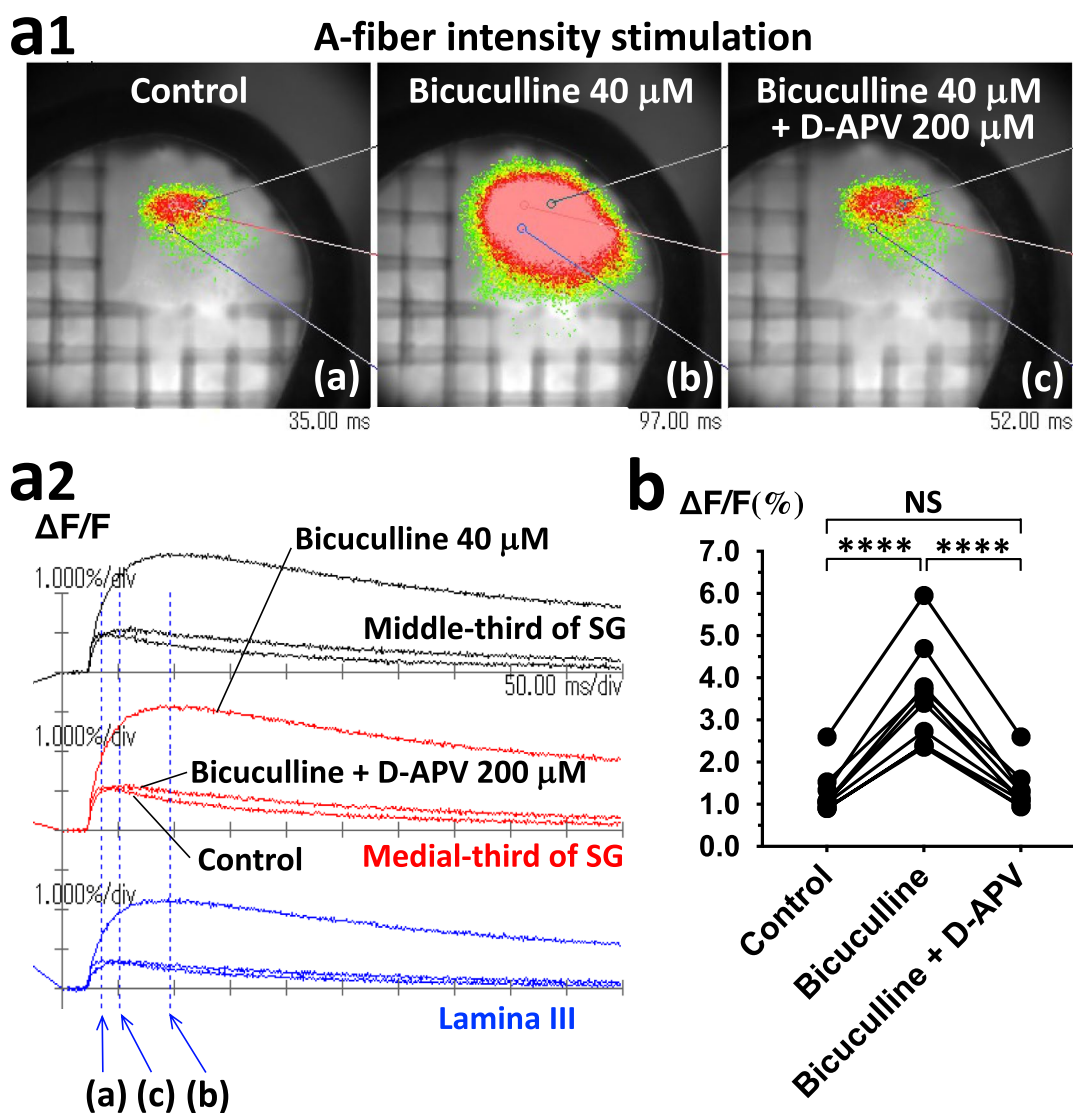 a1
A-fiber intensity stimulation
Control
Bicuculline 40 μM
Bicuculline 40 μM
+ D-APV 200 μM
(a)
(b)
(c)
35.00 ms
97.00 ms
52.00 ms
a2
ΔF/F
Bicuculline 40 μM
1.000%/div
Middle-third of SG
50.00 ms/div
1.000%/div
Bicuculline + D-APV 200 μM
Control
Medial-third of SG
1.000%/div
Lamina III
(a) (c) (b)
b
ΔF/F(%)
NS
**** ****
7.0
6.0
5.0
4.0
3.0
2.0
1.0
0.0
Control
Bicuculline
Bicuculline + D-APV